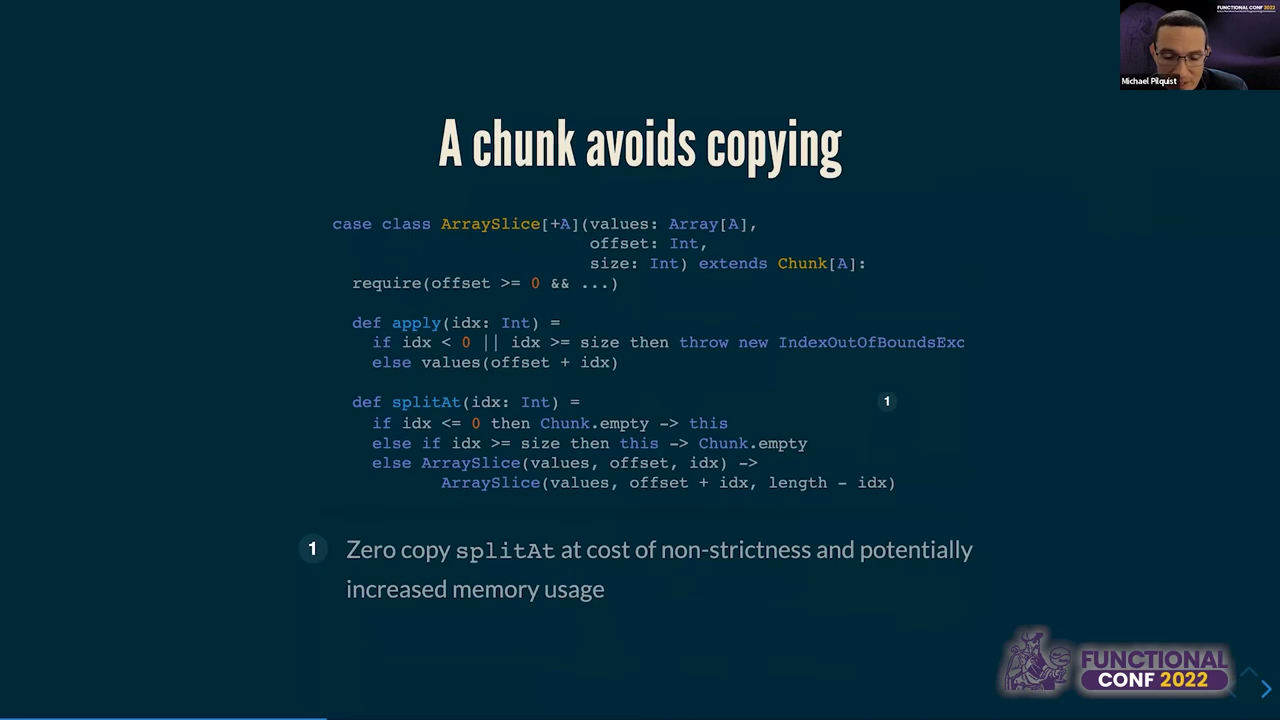 FUNCTIONAL CONF 2022
Michael Pilquist
A chunk avoids copying
case class ArraySlice[+A](values: Array[A],
offset: Int,
size: Int) extends Chunk[A]:
require(offset >= 0 && ...)
def apply(idx: Int) =
if idx < 0 || idx >= size then throw new IndexOutOfBoundsExc
else values(offset + idx)
def splitAt(idx: Int) =
1
if idx <= 0 then Chunk.empty -> this
else if idx >= size then this -> Chunk.empty
else ArraySlice(values, offset, idx) ->
ArraySlice(values, offset + idx, length - idx)
1 Zero copy splitAt at cost of non-strictness and potentially
increased memory usage
FUNCTIONAL
CONF 2022